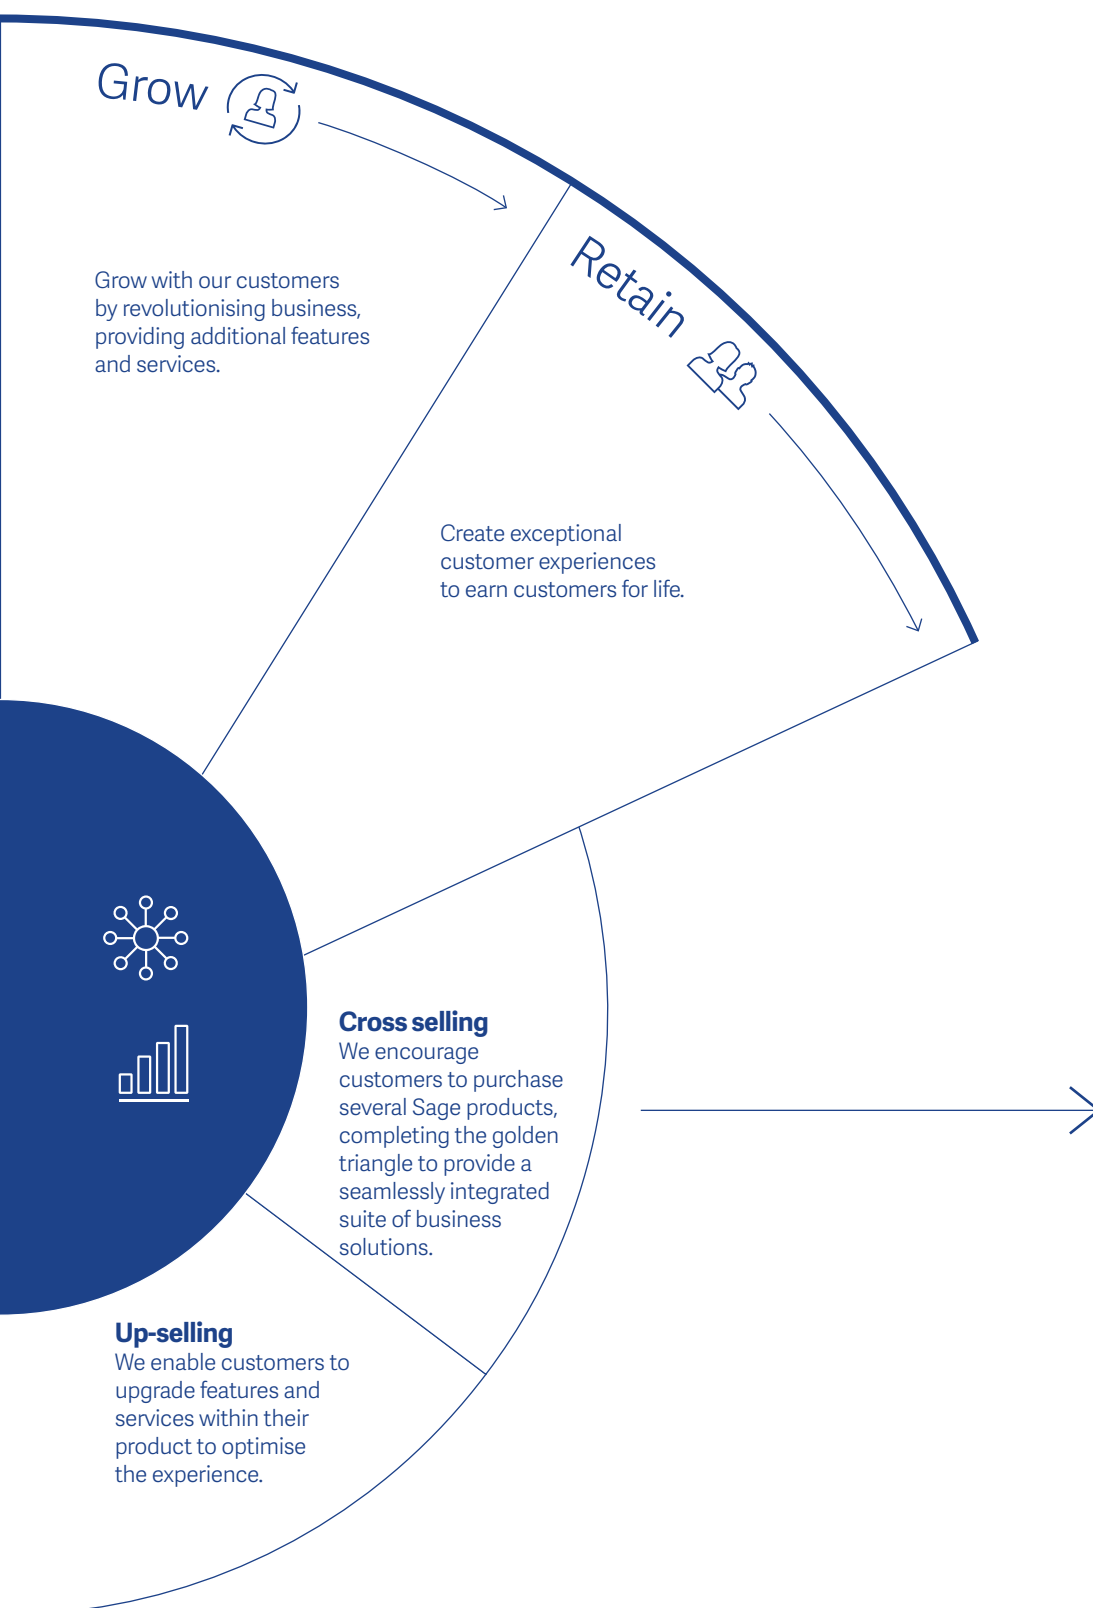 Grow
Grow with our customers
by revolutionising business,
providing additional features
and services.
Retain
Create exceptional
customer experiences
to earn customers for life.
Cross selling
We encourage
customers to purchase
several Sage products,
completing the golden
triangle to provide a
seamlessly integrated
suite of business
solutions.
Up-selling
We enable customers to
upgrade features and
services within their
product to optimise
the experience.